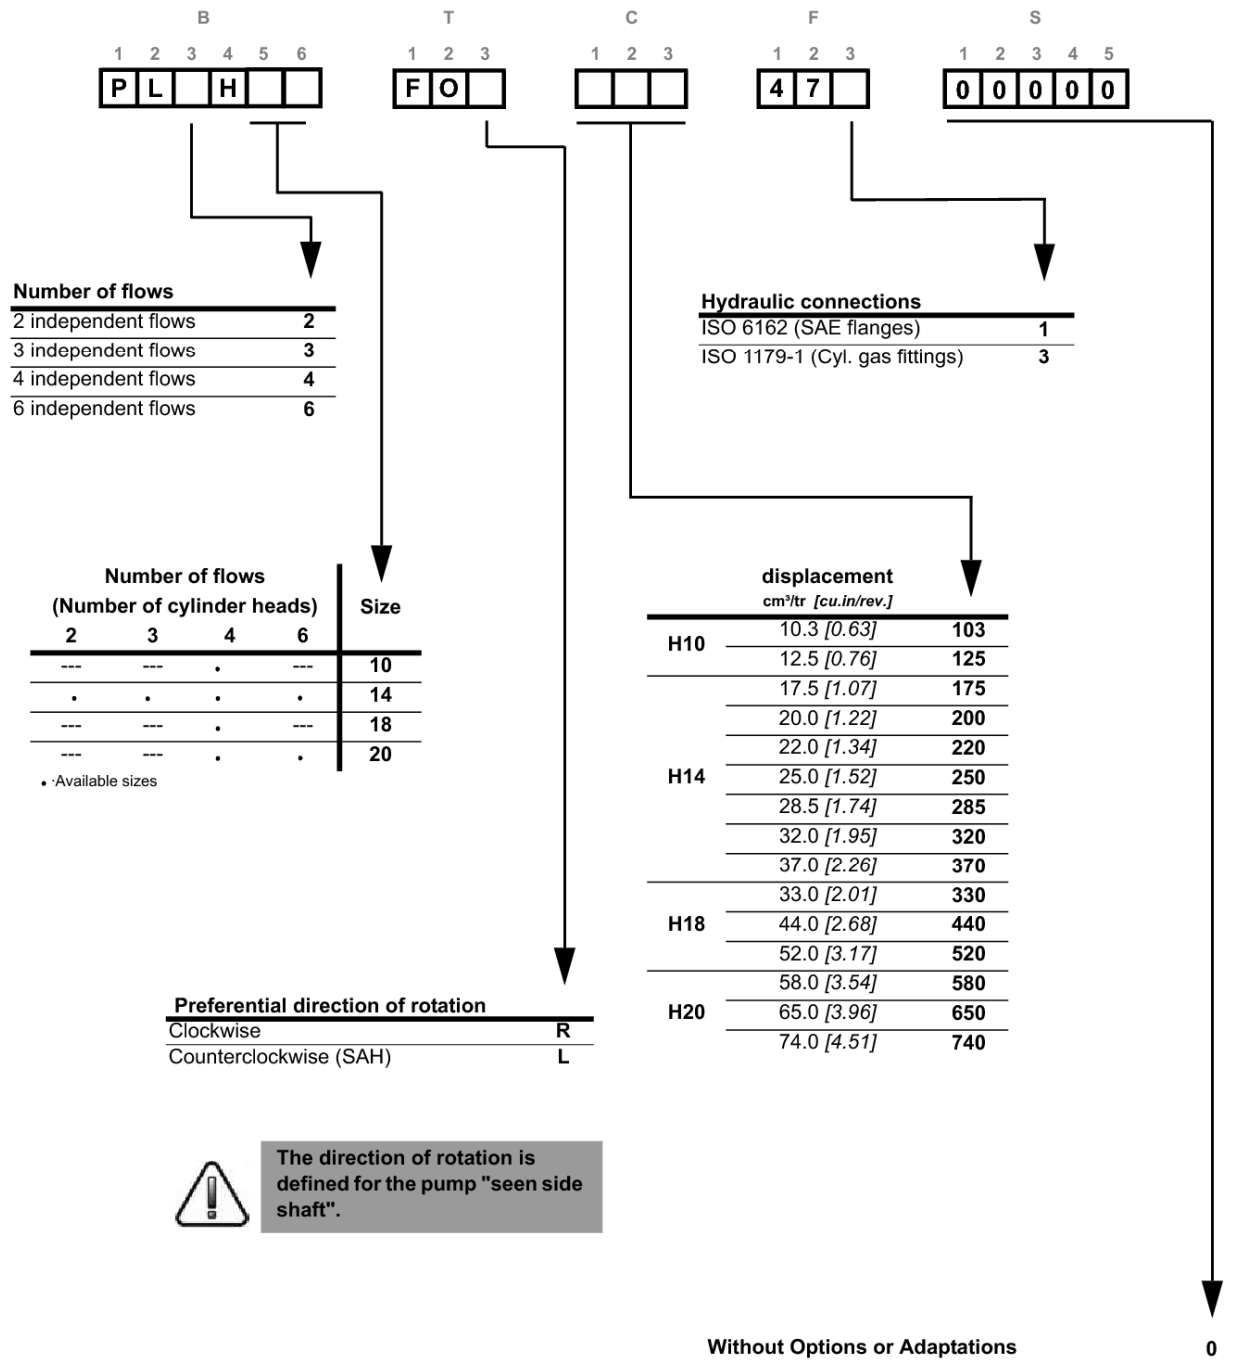 B T C F S
1 2 3 4 5 6 1 2 3 1 2 3 1 2 3 1 2 3 4 5
P L H F O 4 7 0 0 0 0 0
Number of flows
2 independent flows 2
3 independent flows 3
4 independent flows 4
6 independent flows 6
Hydraulic connections
ISO 6162 (SAE flanges) 1
ISO 1179-1 (Cyl. gas fittings) 3
Number of flows
(Number of cylinder heads) Size
2 3 4 6
--- --- • --- 10
• • • • 14
--- --- • --- 18
--- --- • • 20
• ·Available sizes
displacement
cm³/tr [cu.in/rev.]
H10
10.3 [0.63] 103
12.5 [0.76] 125
H14
17.5 [1.07] 175
20.0 [1.22] 200
22.0 [1.34] 220
25.0 [1.52] 250
28.5 [1.74] 285
32.0 [1.95] 320
37.0 [2.26] 370
H18
33.0 [2.01] 330
44.0 [2.68] 440
52.0 [3.17] 520
H20
58.0 [3.54] 580
65.0 [3.96] 650
74.0 [4.51] 740
Preferential direction of rotation
Clockwise R
Counterclockwise (SAH) L
The direction of rotation is
defined for the pump "seen side
shaft".
Without Options or Adaptations 0